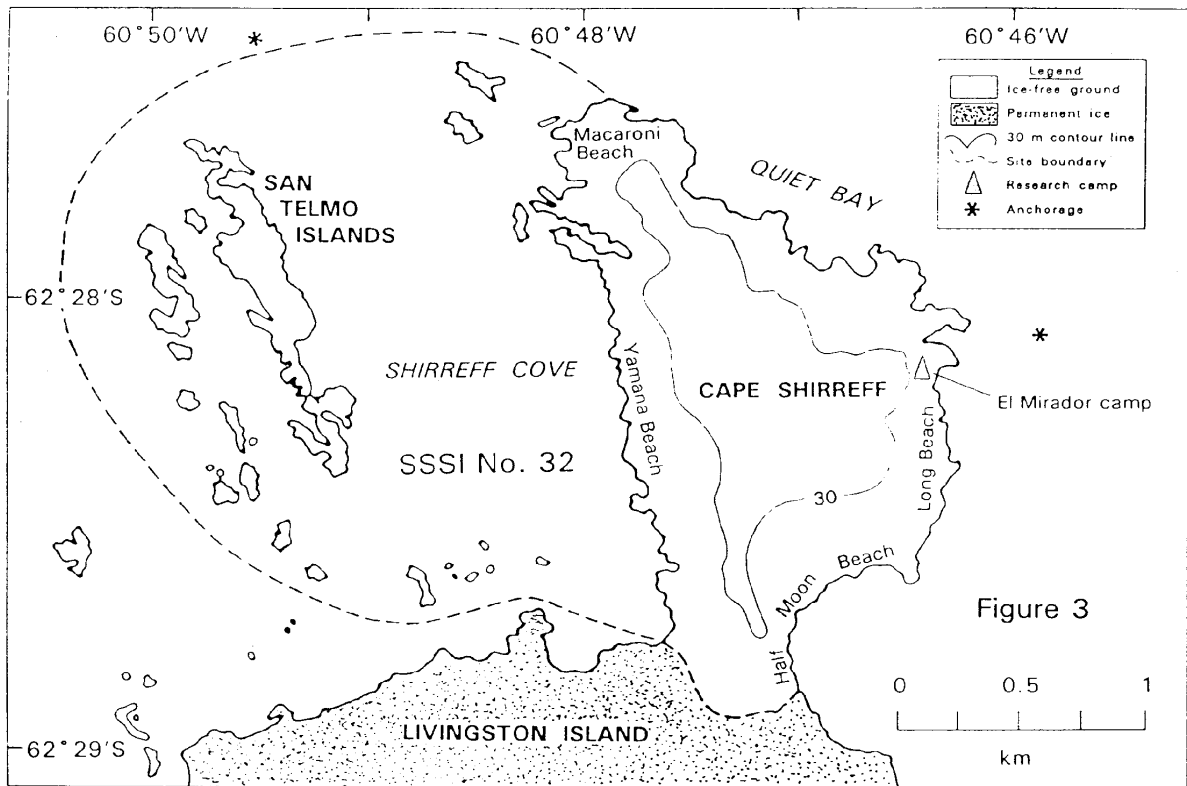 60°50'W
60°48'W
60°46'W
Legend
Ice-free ground
Permanent ice
30 m contour line
Site boundary
Research camp
Anchorage
Macaroni
Beach
QUIET BAY
SAN
TELMO
ISLANDS
62°28'S
SHIRREFF COVE
Yamana Beach
CAPE SHIRREFF
El Mirador camp
Long Beach
SSSI No. 32
30
Half Moon Beach
Figure 3
0 0.5 1
km
LIVINGSTON ISLAND
62°29'S